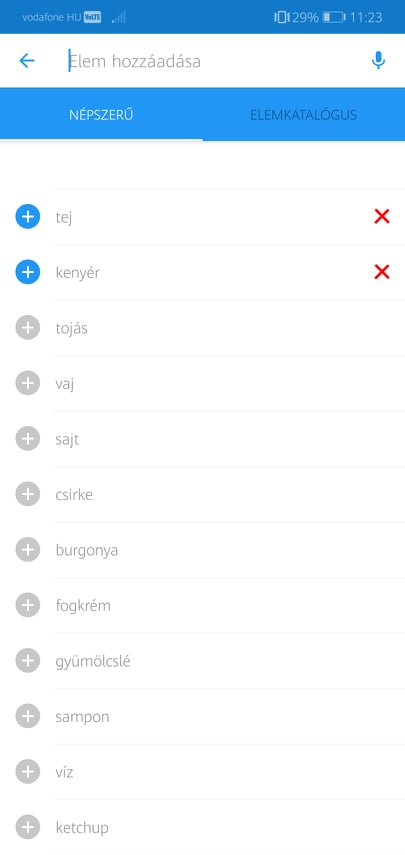 vodafone HU VoLTE 29% 11:23
Elem hozzáadása
NÉPSZERŰ ELEMKATALÓGUS
tej
kenyér
tojás
vaj
sajt
csirke
burgonya
fogkrém
gyümölcslé
sampon
víz
ketchup